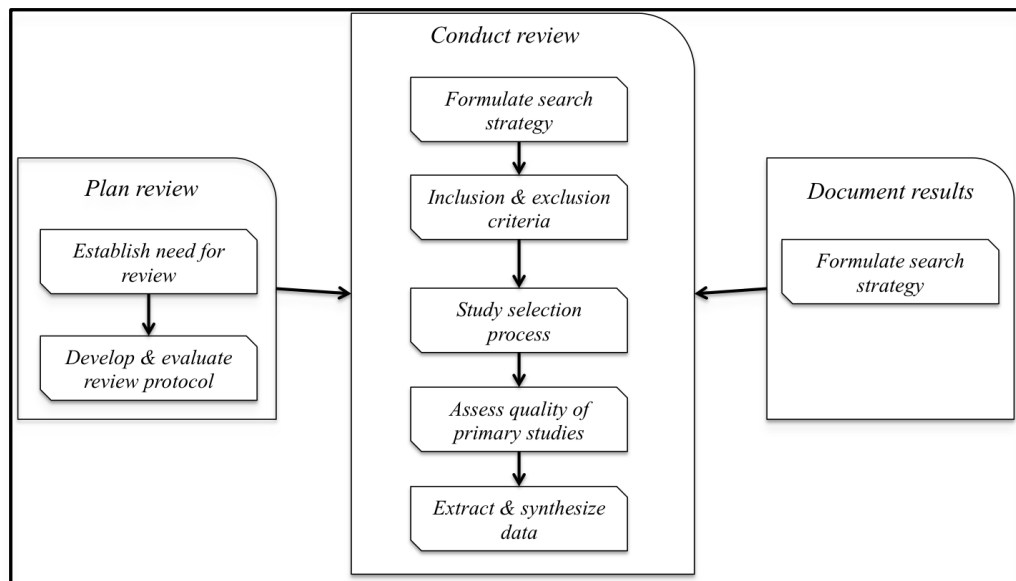 Plan review
Establish need for
review
Develop & evaluate
review protocol
Conduct review
Formulate search
strategy
Inclusion & exclusion
criteria
Study selection
process
Assess quality of
primary studies
Extract & synthesize
data
Document results
Formulate search
strategy